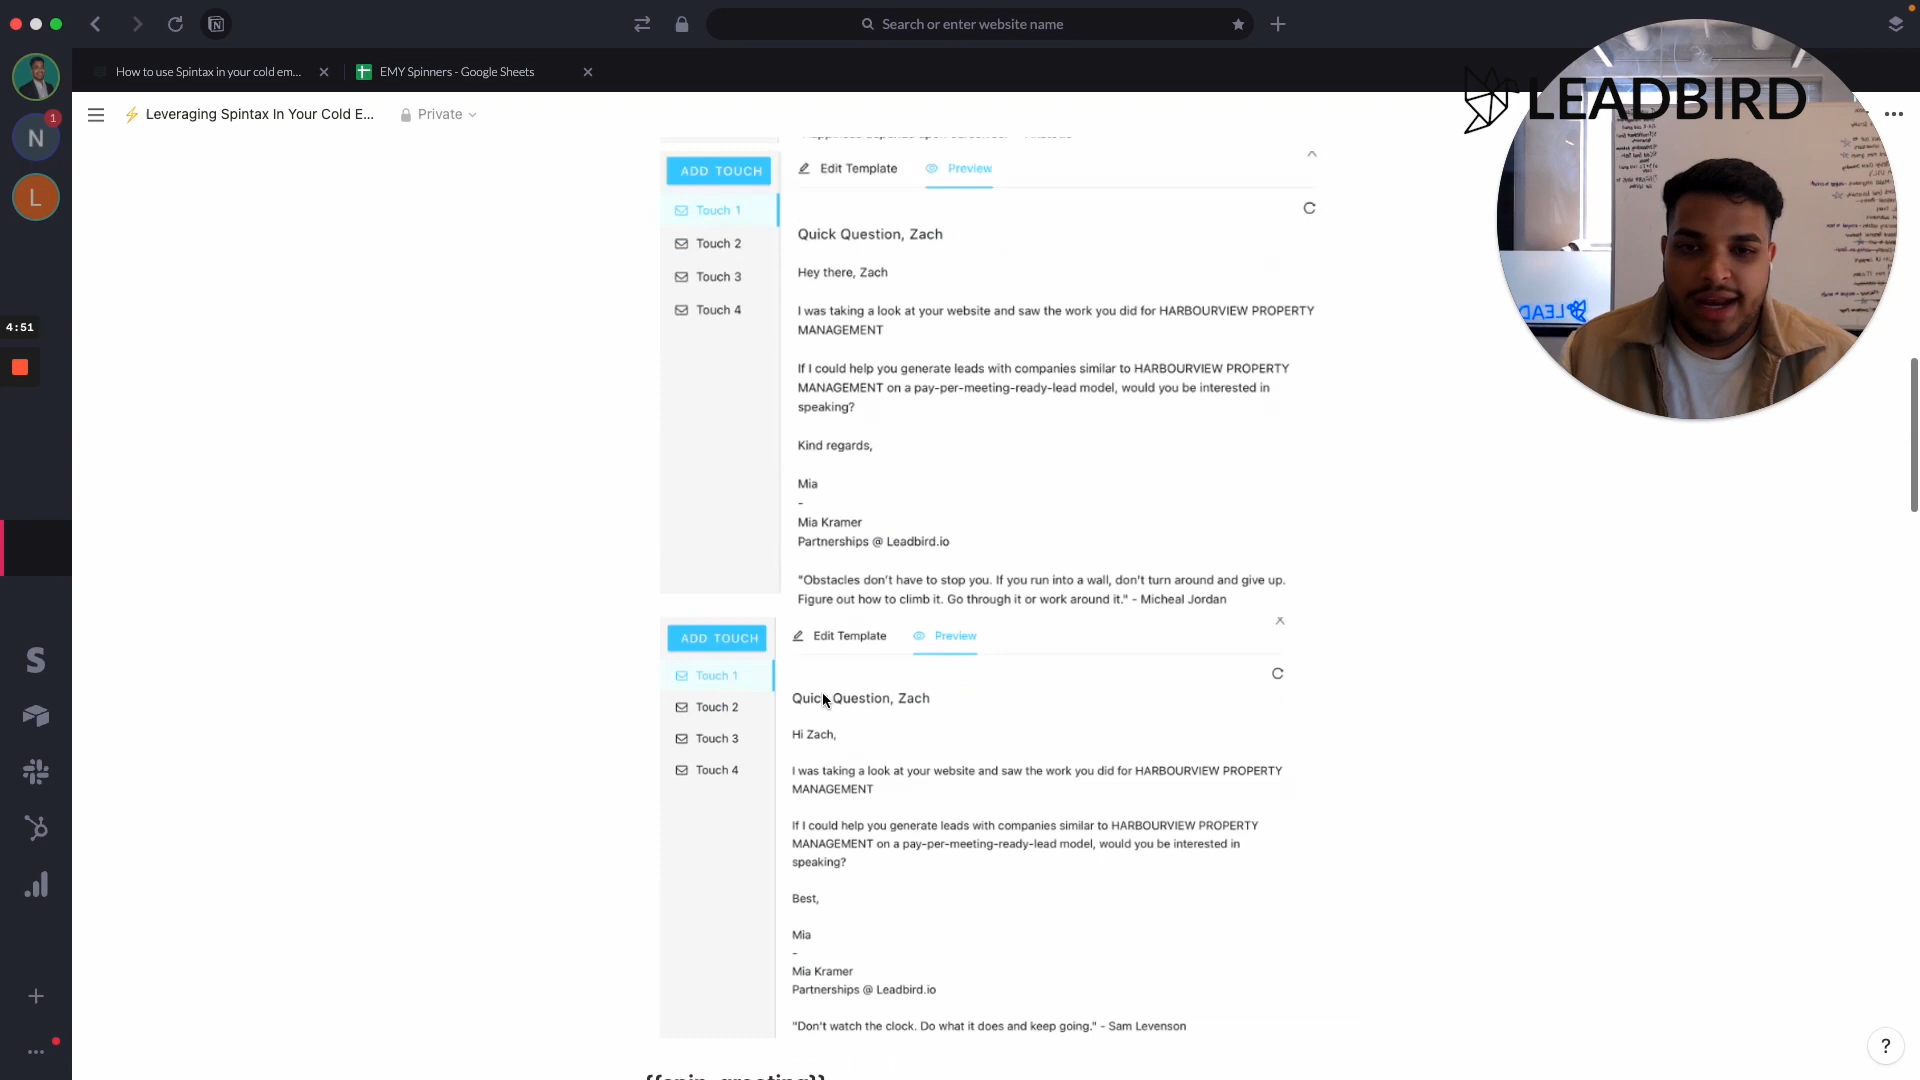 Search or enter website name
How to use Spintax in your cold em...
EMY Spinners - Google Sheets
LEADBIRD
⚡ Leveraging Spintax In Your Cold E...
Private
N
1
L
4:51
ADD TOUCH
Edit Template
Preview
Touch 1
Touch 2
Touch 3
Touch 4
Quick Question, Zach
Hey there, Zach
I was taking a look at your website and saw the work you did for HARBOURVIEW PROPERTY
MANAGEMENT
If I could help you generate leads with companies similar to HARBOURVIEW PROPERTY
MANAGEMENT on a pay-per-meeting-ready-lead model, would you be interested in
speaking?
Kind regards,
Mia
-
Mia Kramer
Partnerships @ Leadbird.io
"Obstacles don't have to stop you. If you run into a wall, don't turn around and give up.
Figure out how to climb it. Go through it or work around it." - Micheal Jordan
ADD TOUCH
Edit Template
Preview
Touch 1
Touch 2
Touch 3
Touch 4
Quick Question, Zach
Hi Zach,
I was taking a look at your website and saw the work you did for HARBOURVIEW PROPERTY
MANAGEMENT
If I could help you generate leads with companies similar to HARBOURVIEW PROPERTY
MANAGEMENT on a pay-per-meeting-ready-lead model, would you be interested in
speaking?
Best,
Mia
-
Mia Kramer
Partnerships @ Leadbird.io
"Don't watch the clock. Do what it does and keep going." - Sam Levenson
?